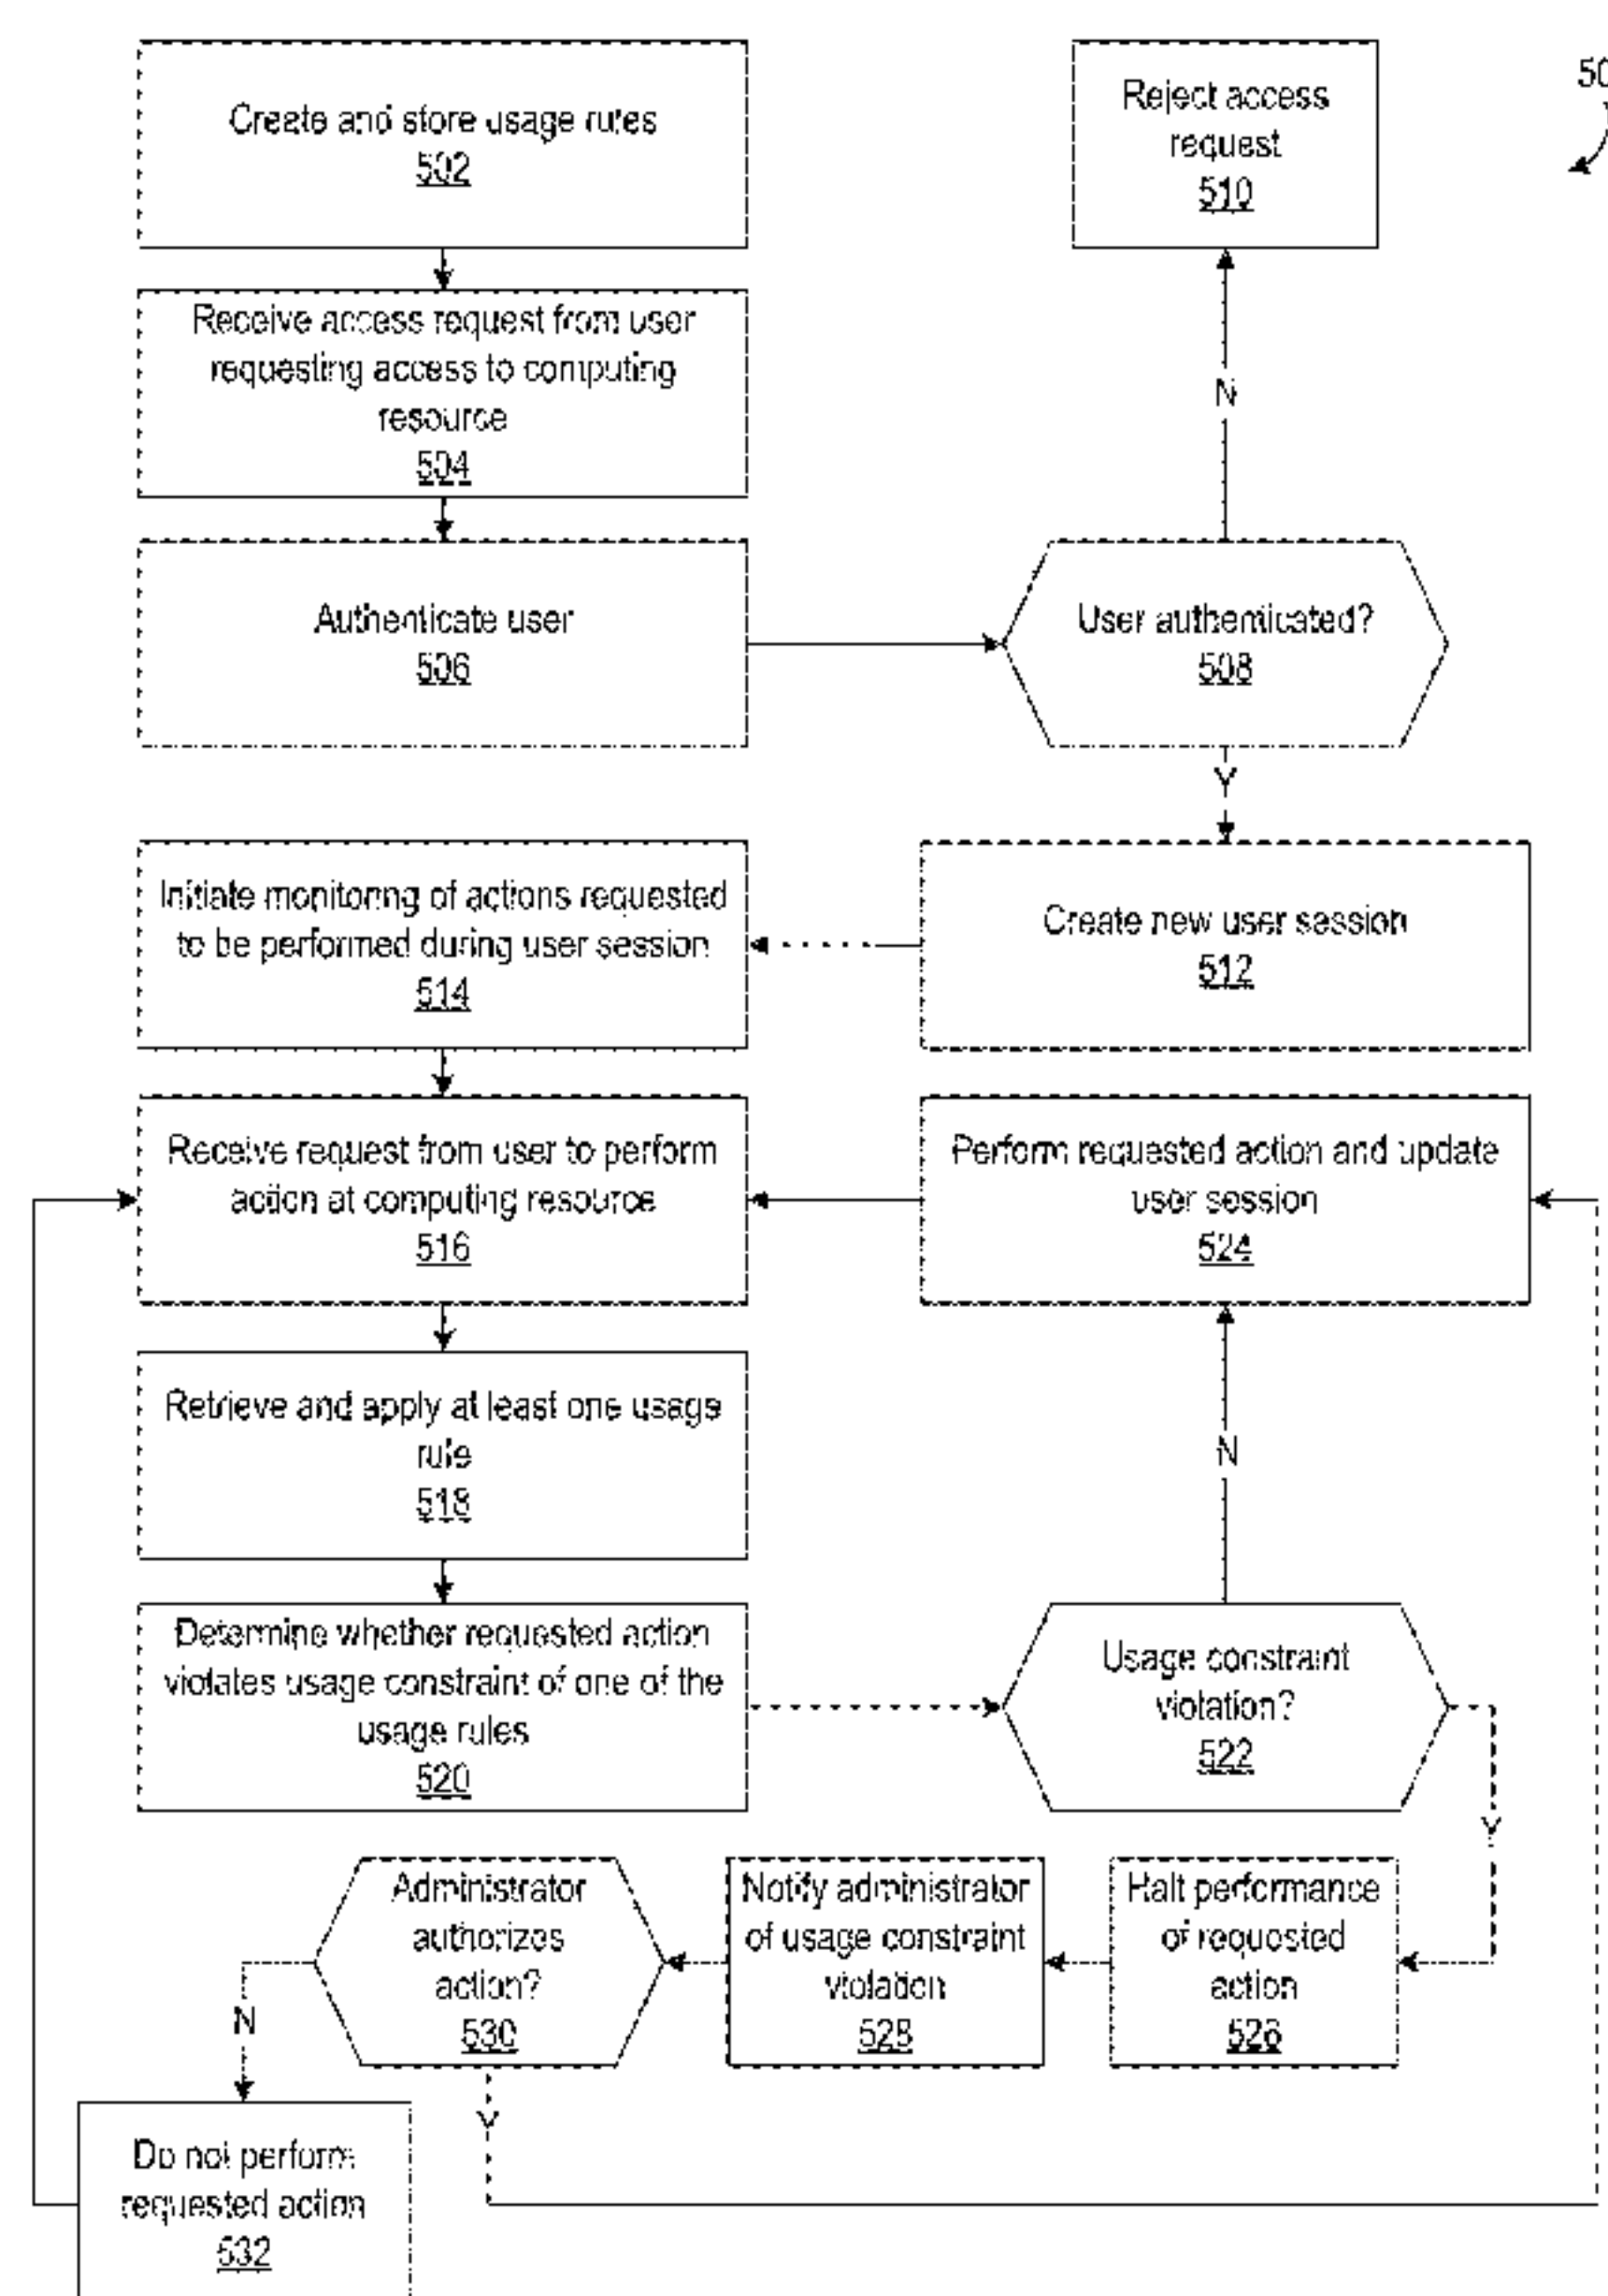 Create and store usage rules
502
Reject access
request
510
50
Receive access request from user
requesting access to computing
resource
504
N
Authenticate user
506
User authenticated?
508
Y
Initiate monitoring of actions requested
to be performed during user session
514
Create new user session
512
Receive request from user to perform
action at computing resource
516
Perform requested action and update
user session
524
Retrieve and apply at least one usage
rule
518
N
Determine whether requested action
violates usage constraint of one of the
usage rules
520
Usage constraint
violation?
522
Y
Administrator
authorizes
action?
530
Notify administrator
of usage constraint
violation
528
Halt performance
of requested
action
526
N
Y
Do not perform
requested action
532